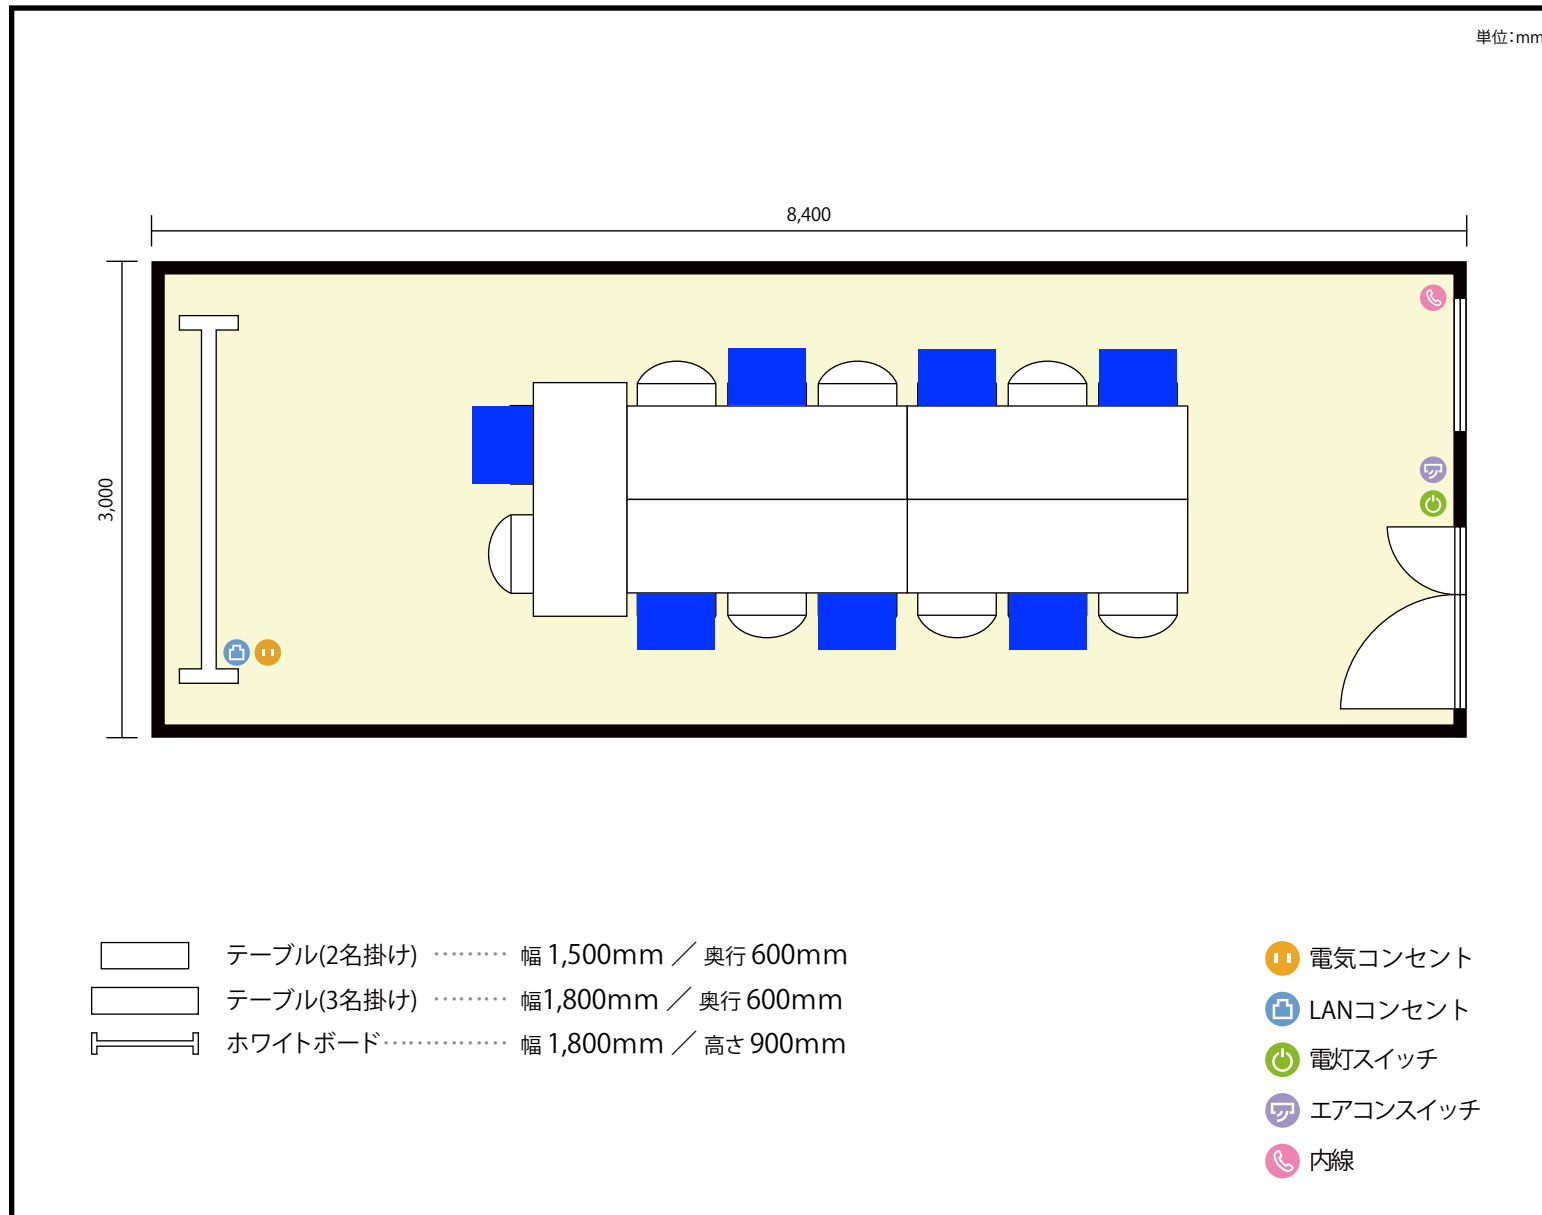 単位:mm
8,400
3,000
テーブル(2名掛け) ········· 幅 1,500mm ／ 奥行 600mm
テーブル(3名掛け) ········· 幅1,800mm ／ 奥行 600mm
ホワイトボード··············· 幅 1,800mm ／ 高さ 900mm
電気コンセント
LANコンセント
電灯スイッチ
エアコンスイッチ
内線